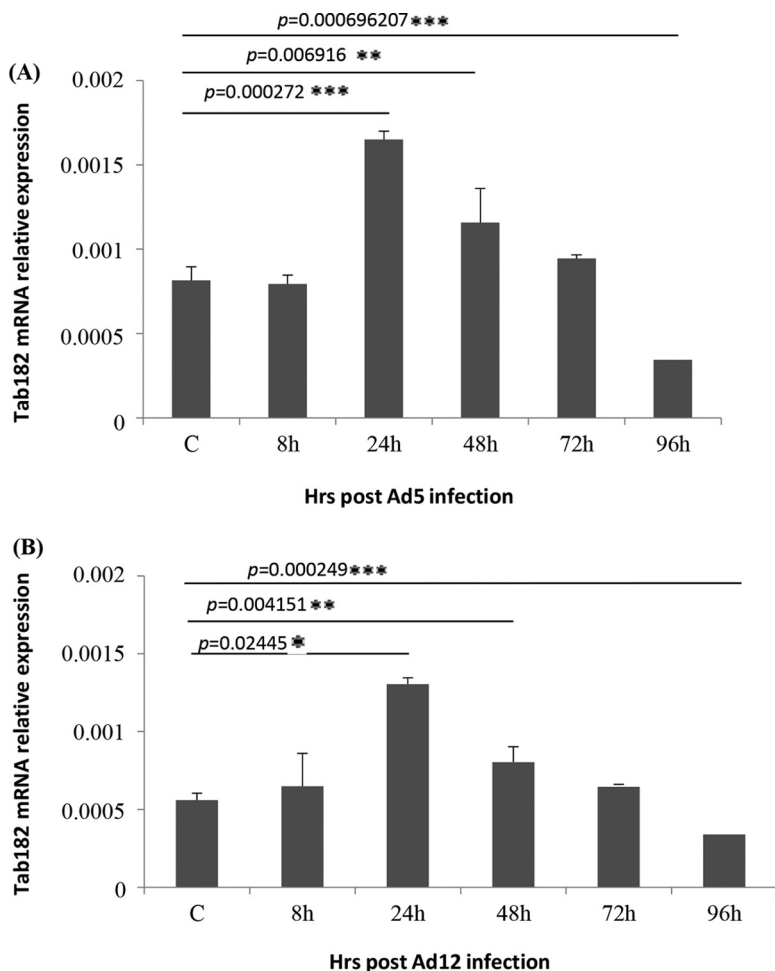 p=0.000696207 ***
p=0.006916 **
(A)
p=0.000272 ***
Tab182 mRNA relative expression
0.002
0.0015
0.001
0.0005
0
C 8h 24h 48h 72h 96h
Hrs post Ad5 infection
(B)
p=0.000249 ***
p=0.004151 **
p=0.02445 *
Tab182 mRNA relative expression
0.002
0.0015
0.001
0.0005
0
C 8h 24h 48h 72h 96h
Hrs post Ad12 infection